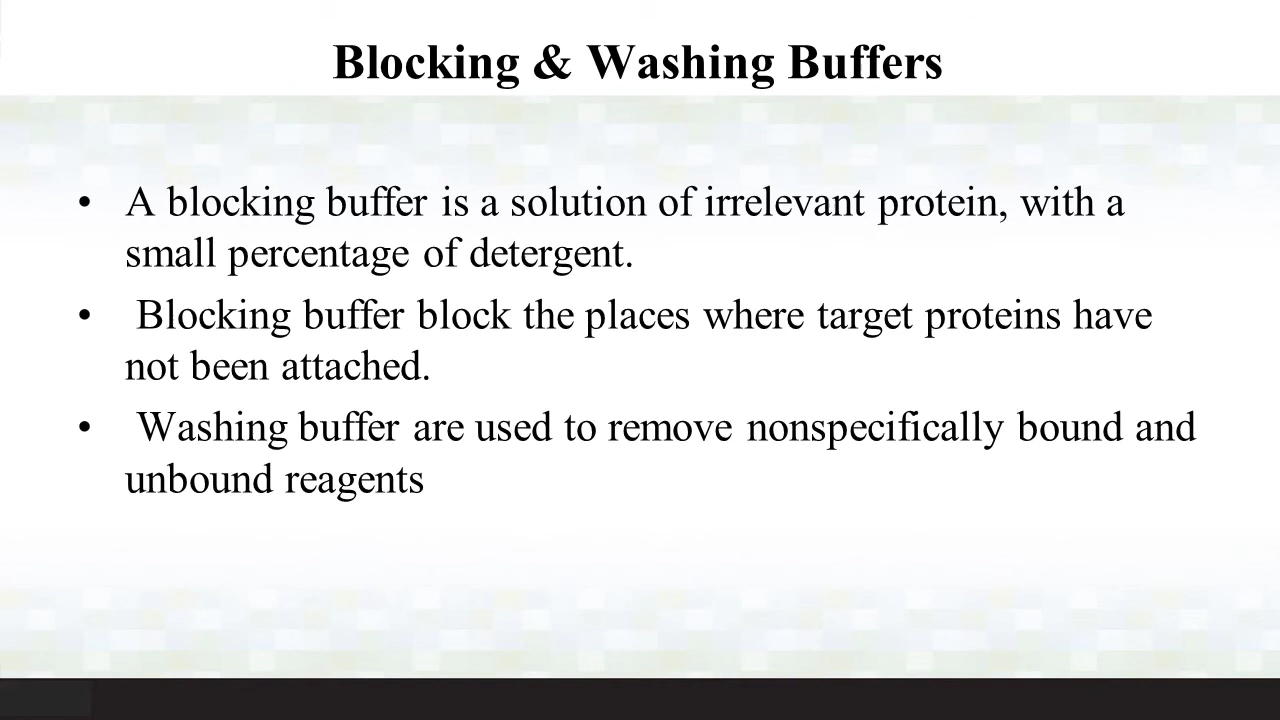 Blocking & Washing Buffers
• A blocking buffer is a solution of irrelevant protein, with a
small percentage of detergent.
• Blocking buffer block the places where target proteins have
not been attached.
• Washing buffer are used to remove nonspecifically bound and
unbound reagents